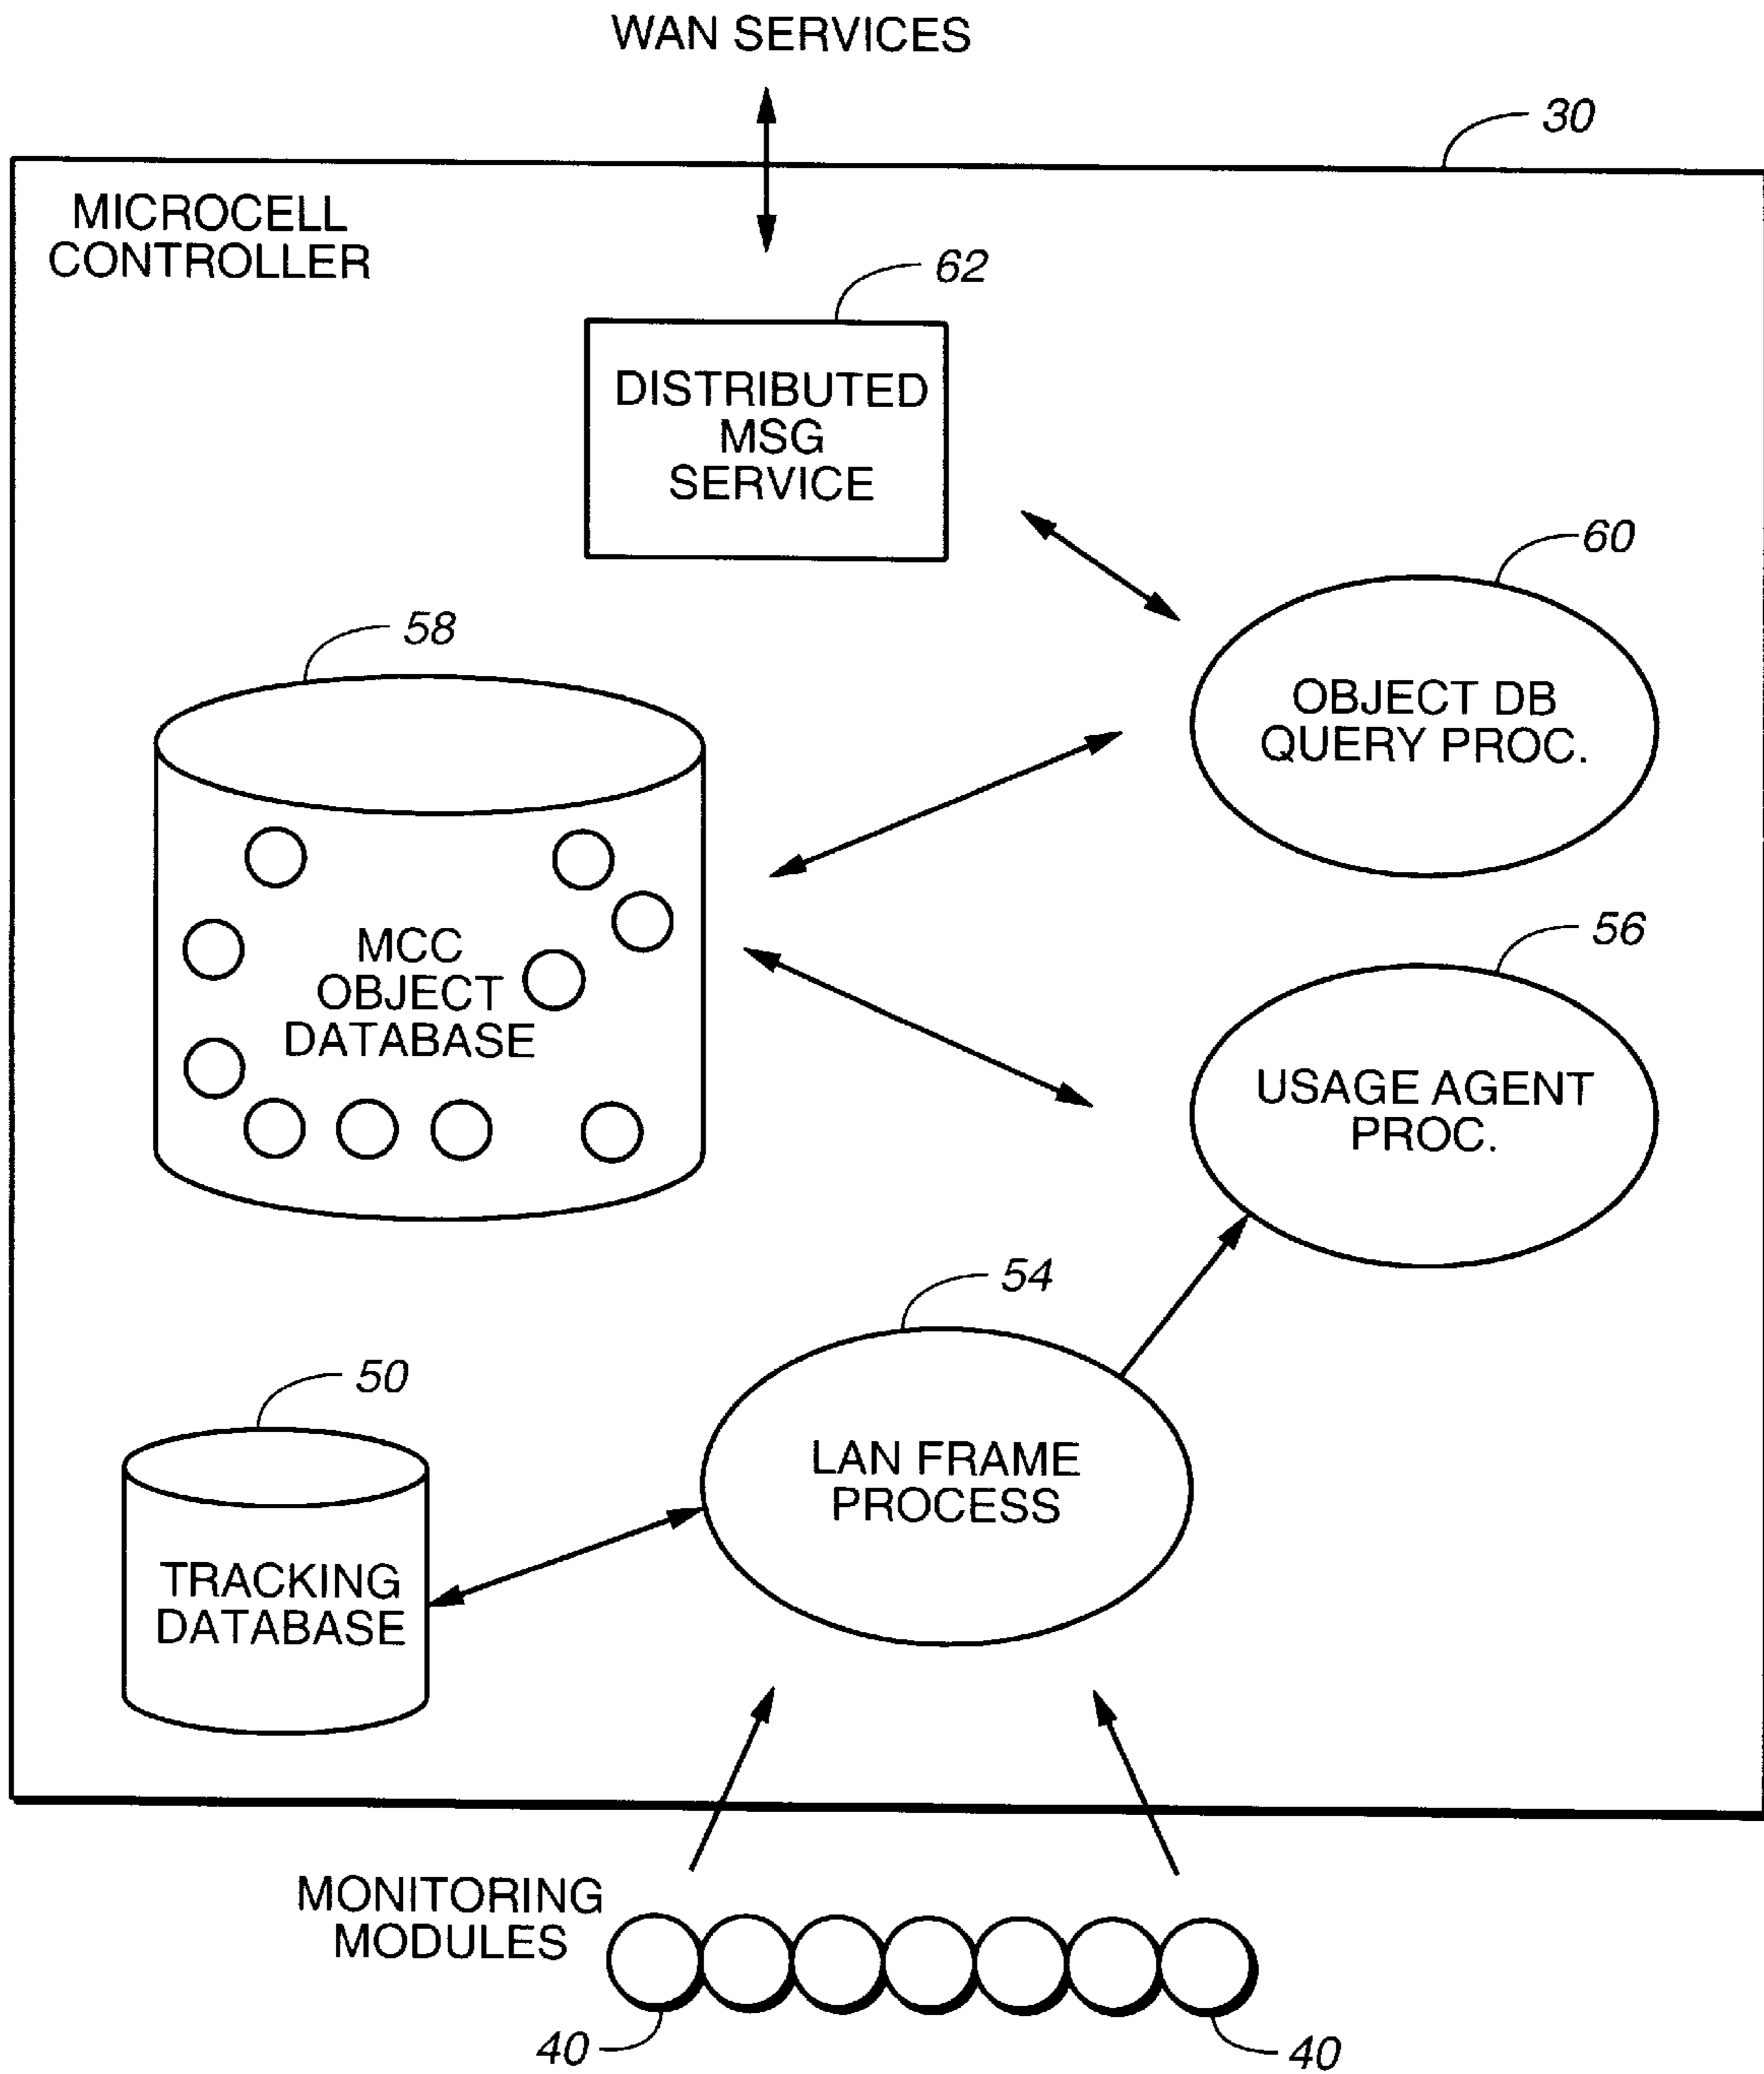 WAN SERVICES
30
MICROCELL
CONTROLLER
62
DISTRIBUTED
MSG
SERVICE
60
58
OBJECT DB
QUERY PROC.
MCC
OBJECT
DATABASE
56
USAGE AGENT
PROC.
54
50
LAN FRAME
PROCESS
TRACKING
DATABASE
MONITORING
MODULES
40
40